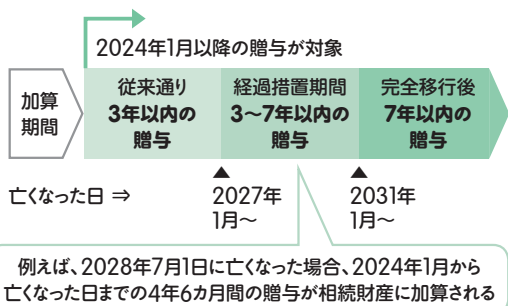 2024年1月以降の贈与が対象
加算
期間
従来通り
3年以内の
贈与
経過措置期間
3〜7年以内の
贈与
完全移行後
7年以内の
贈与
亡くなった日 ⇒
▲
2027年
1月〜
▲
2031年
1月〜
例えば、2028年7月1日に亡くなった場合、2024年1月から
亡くなった日までの4年6カ月間の贈与が相続財産に加算される